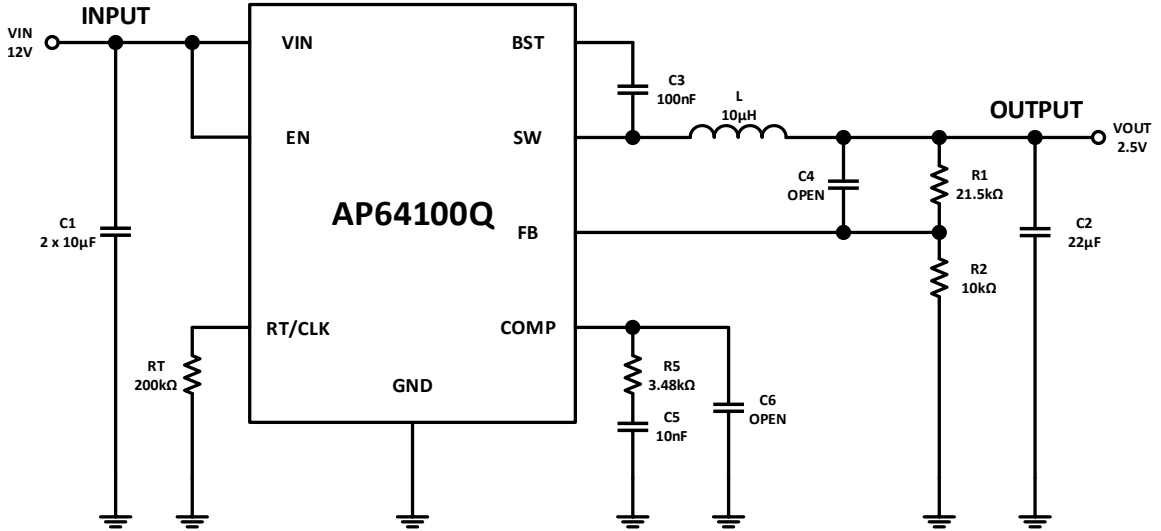 INPUT
VIN
12V
VIN
BST
C3
100nF
L
10µH
OUTPUT
VOUT
2.5V
EN
SW
C4
OPEN
R1
21.5kΩ
AP64100Q
C1
2 x 10µF
FB
C2
22µF
R2
10kΩ
RT/CLK
COMP
RT
200kΩ
GND
R5
3.48kΩ
C6
OPEN
C5
10nF